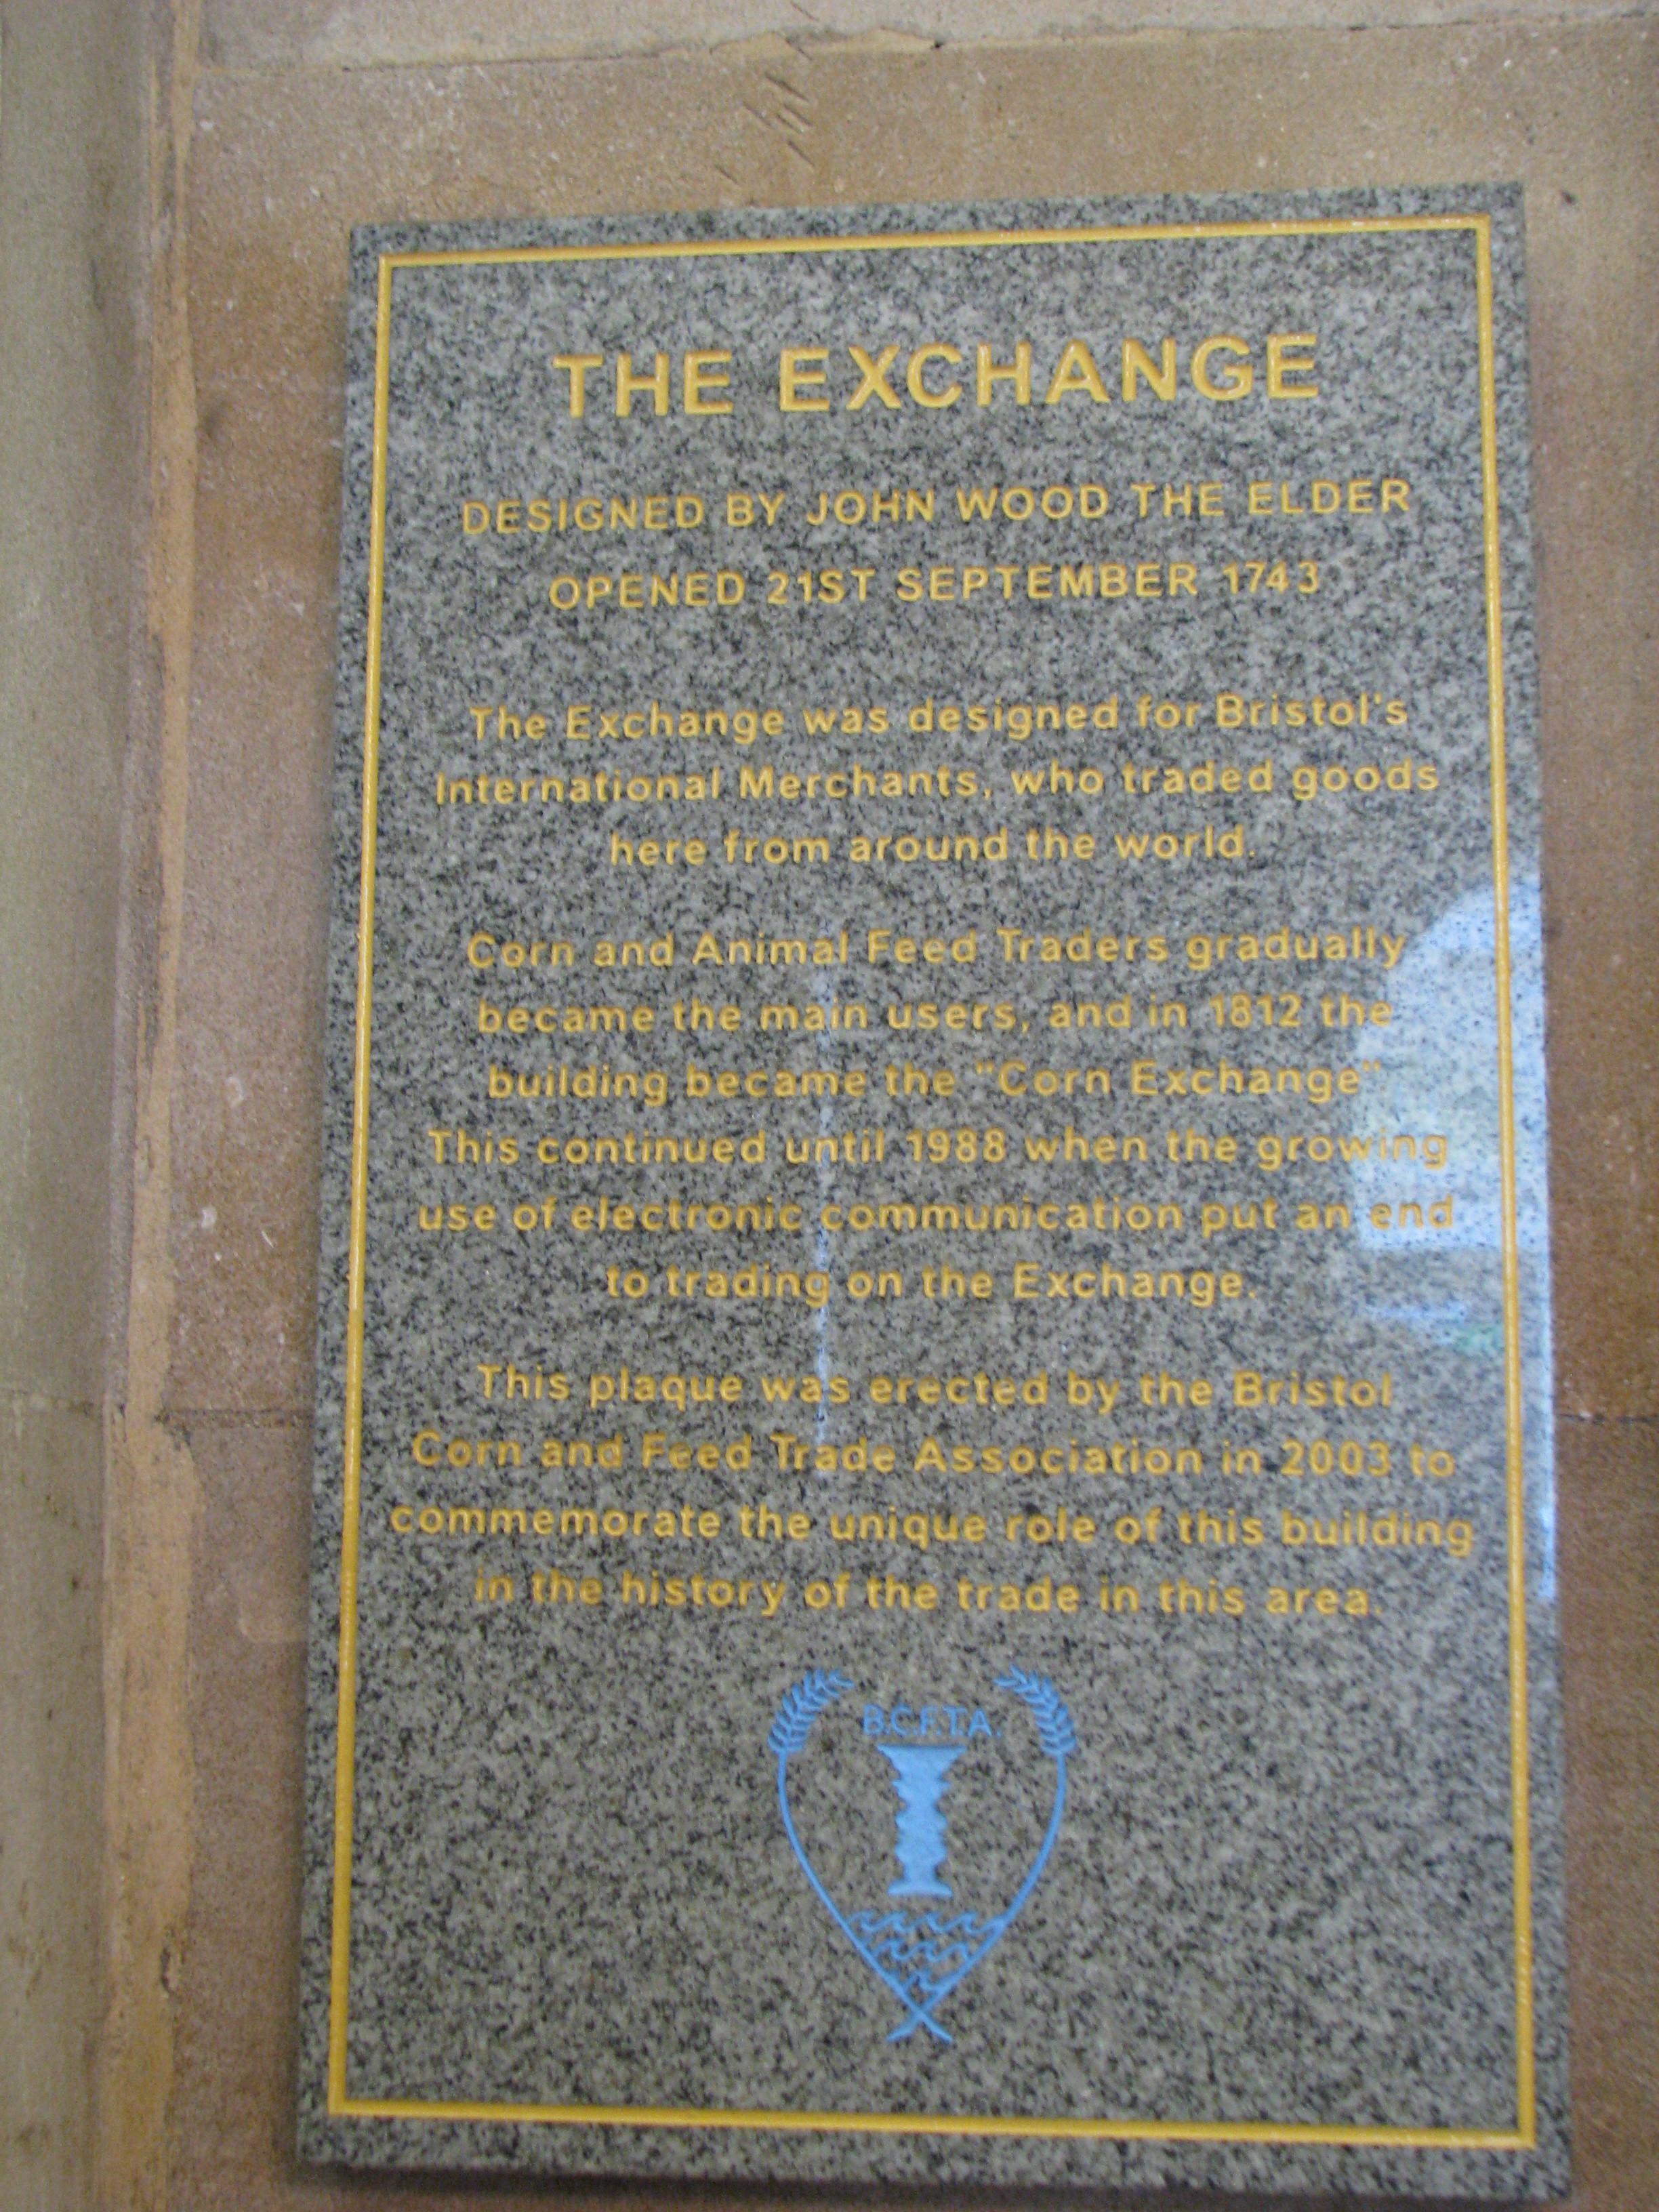 THE EXCHANGE
DESIGNED BY JOHN WOOD THE ELDER
OPENED 21ST SEPTEMBER 1743
The Exchange was designed for Bristol's
International Merchants, who traded goods
here from around the world.
Corn and Animal Feed Traders gradually
became the main users, and in 1812 the
building became the "Corn Exchange"
This continued until 1988 when the growing
use of electronic communication put an end
to trading on the Exchange.
This plaque was erected by the Bristol
Corn and Feed Trade Association in 2003 to
commemorate the unique role of this building
in the history of the trade in this area.
B.C.F.T.A.